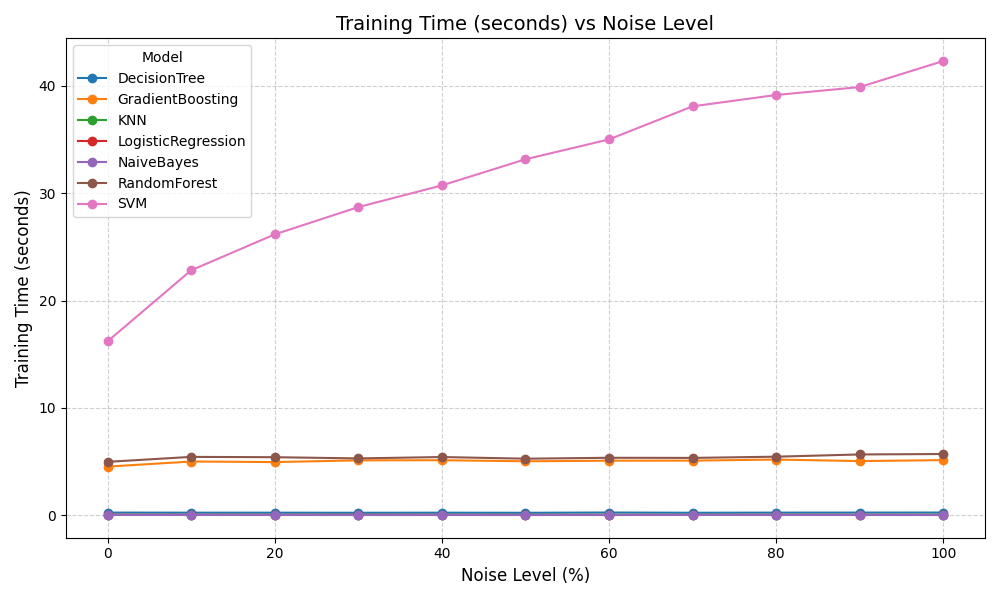 Training Time (seconds) vs Noise Level
Model
DecisionTree
GradientBoosting
KNN
LogisticRegression
NaiveBayes
RandomForest
SVM
Training Time (seconds)
40
30
20
10
0
0 20 40 60 80 100
Noise Level (%)